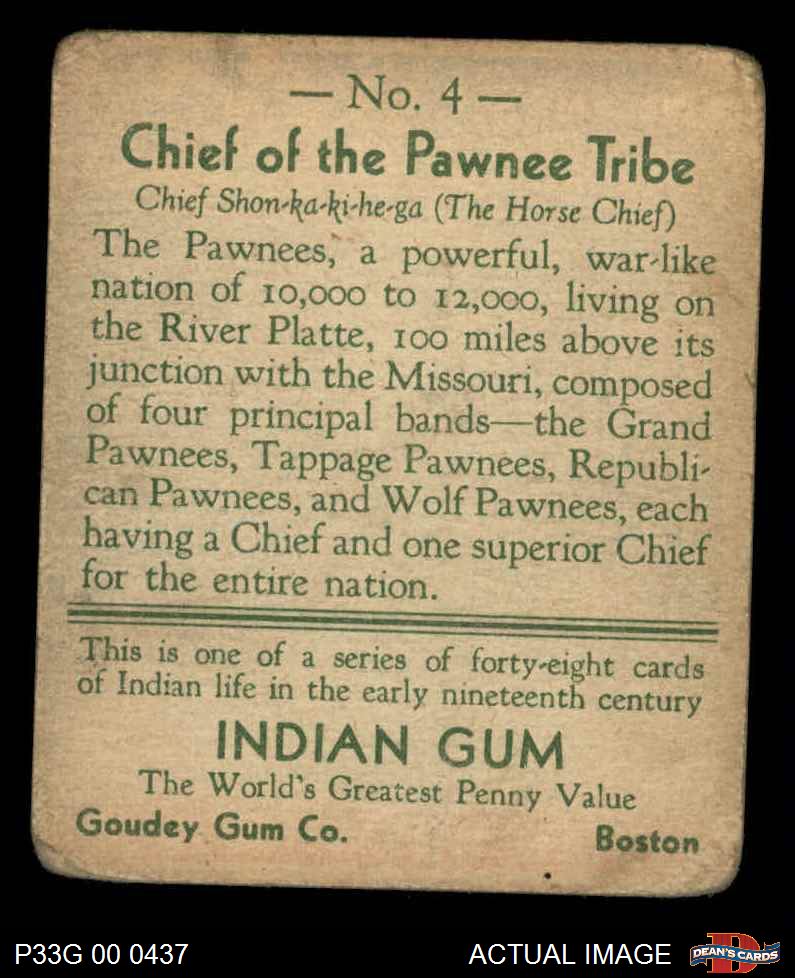 — No. 4 —
Chief of the Pawnee Tribe
Chief Shon-ka-ki-he-ga (The Horse Chief)
The Pawnees, a powerful, war-like
nation of 10,000 to 12,000, living on
the River Platte, 100 miles above its
junction with the Missouri, composed
of four principal bands—the Grand
Pawnees, Tappage Pawnees, Republi-
can Pawnees, and Wolf Pawnees, each
having a Chief and one superior Chief
for the entire nation.
This is one of a series of forty-eight cards
of Indian life in the early nineteenth century
INDIAN GUM
The World's Greatest Penny Value
Goudey Gum Co. Boston
P33G 00 0437 ACTUAL IMAGE D DEAN'S CARDS